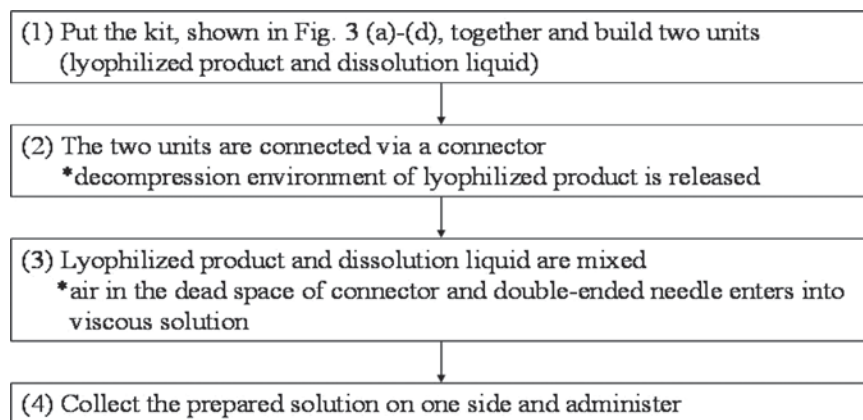 (1) Put the kit, shown in Fig. 3 (a)-(d), together and build two units
(lyophilized product and dissolution liquid)
(2) The two units are connected via a connector
*decompression environment of lyophilized product is released
(3) Lyophilized product and dissolution liquid are mixed
*air in the dead space of connector and double-ended needle enters into
viscous solution
(4) Collect the prepared solution on one side and administer